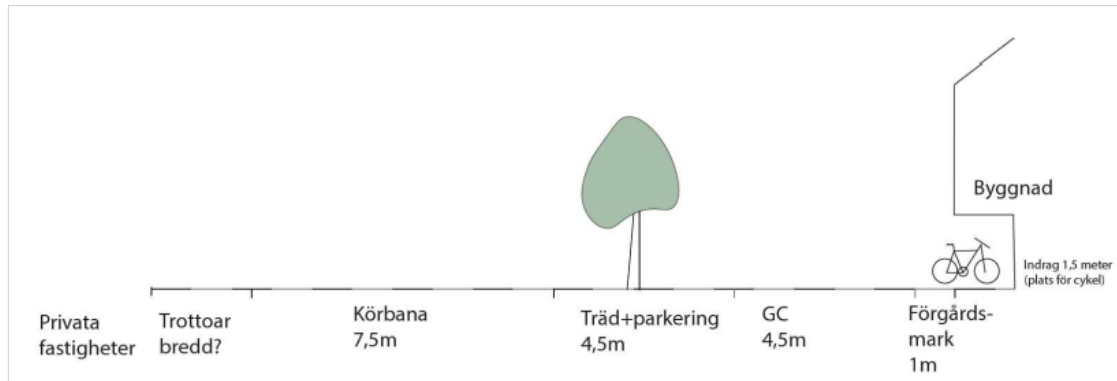 Byggnad
Indrag 1,5 meter
(plats för cykel)
Privata
fastigheter
Trottoar
bredd?
Körbana
7,5m
Träd+parkering
4,5m
GC
4,5m
Förgårds-
mark
1m